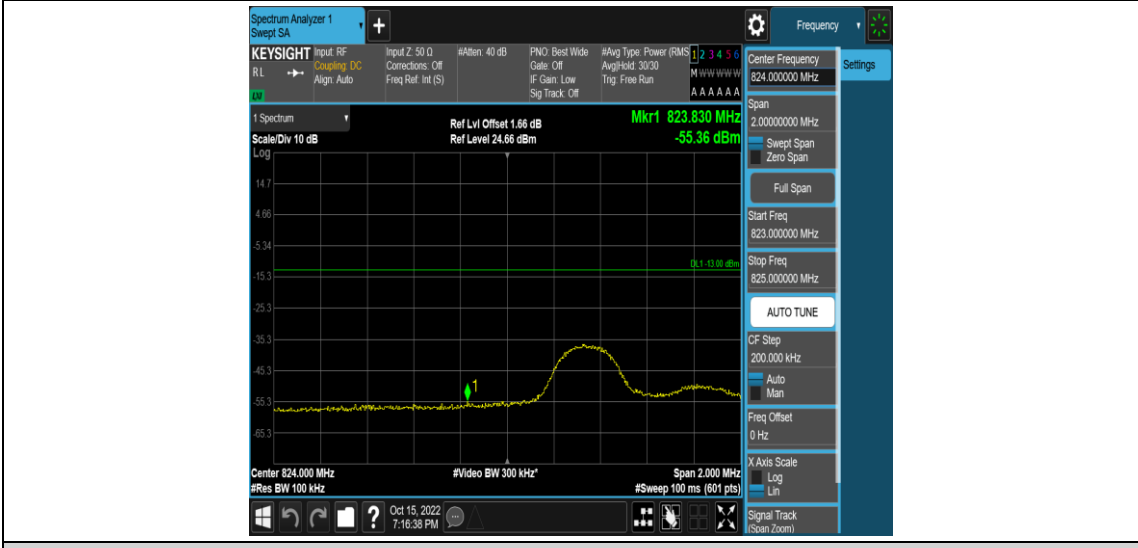 Spectrum Analyzer 1
Swept SA
+
Frequency
KEYSIGHT
RL
Input: RF
Coupling: DC
Align: Auto
Input Z: 50 Ω
Corrections: Off
Freq Ref: Int (S)
#Atten: 40 dB
PNO: Best Wide
Gate: Off
IF Gain: Low
Sig Track: Off
#Avg Type: Power (RMS
Avg|Hold: 30/30
Trig: Free Run
1 2 3 4 5 6
M W W W W W
A A A A A A
1 Spectrum
Scale/Div 10 dB
Log
Ref Lvl Offset 1.66 dB
Ref Level 24.66 dBm
Mkr1 823.830 MHz
-55.36 dBm
14.7
4.66
-5.34
DL1 -13.00 dBm
-15.3
-25.3
-35.3
-45.3
1
-55.3
-65.3
Center 824.000 MHz
#Res BW 100 kHz
#Video BW 300 kHz*
Span 2.000 MHz
#Sweep 100 ms (601 pts)
?
Oct 15, 2022
7:16:38 PM
Center Frequency
824.000000 MHz
Settings
Span
2.00000000 MHz
Swept Span
Zero Span
Full Span
Start Freq
823.000000 MHz
Stop Freq
825.000000 MHz
AUTO TUNE
CF Step
200.000 kHz
Auto
Man
Freq Offset
0 Hz
X Axis Scale
Log
Lin
Signal Track
(Span Zoom)